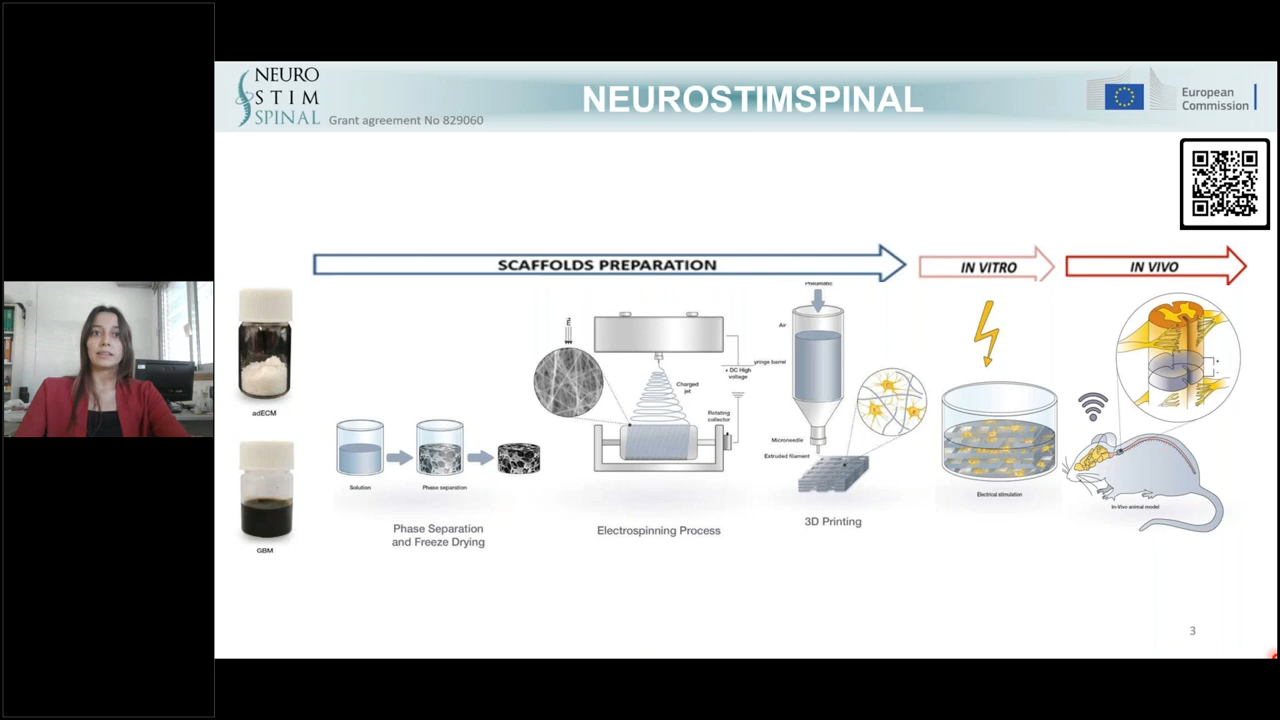 NEURO
STIM
SPINAL
Grant agreement No 829060
NEUROSTIMSPINAL
European
Commission
SCAFFOLDS PREPARATION
IN VITRO
IN VIVO
adECM
GBM
Solution
Phase separation
Phase Separation
and Freeze Drying
Charged
jet
+ DC High
voltage
Rotating
collector
Electrospinning Process
Pneumatic
Air
yringe barrel
Microneedle
Extruded filament
3D Printing
Electrical stimulation
+
-
In-Vivo animal model
3